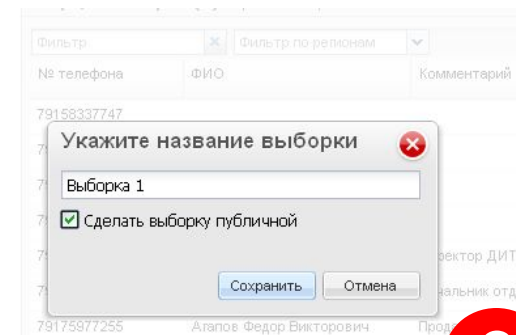 Фильтр
Фильтр по регионам
№ телефона ФИО Комментарий
79158337747
Укажите название выборки
Выборка 1
Сделать выборку публичной
ектор ДИТ
Сохранить Отмена
чальник отд
79175977255 Агапов Федор Викторович Прод